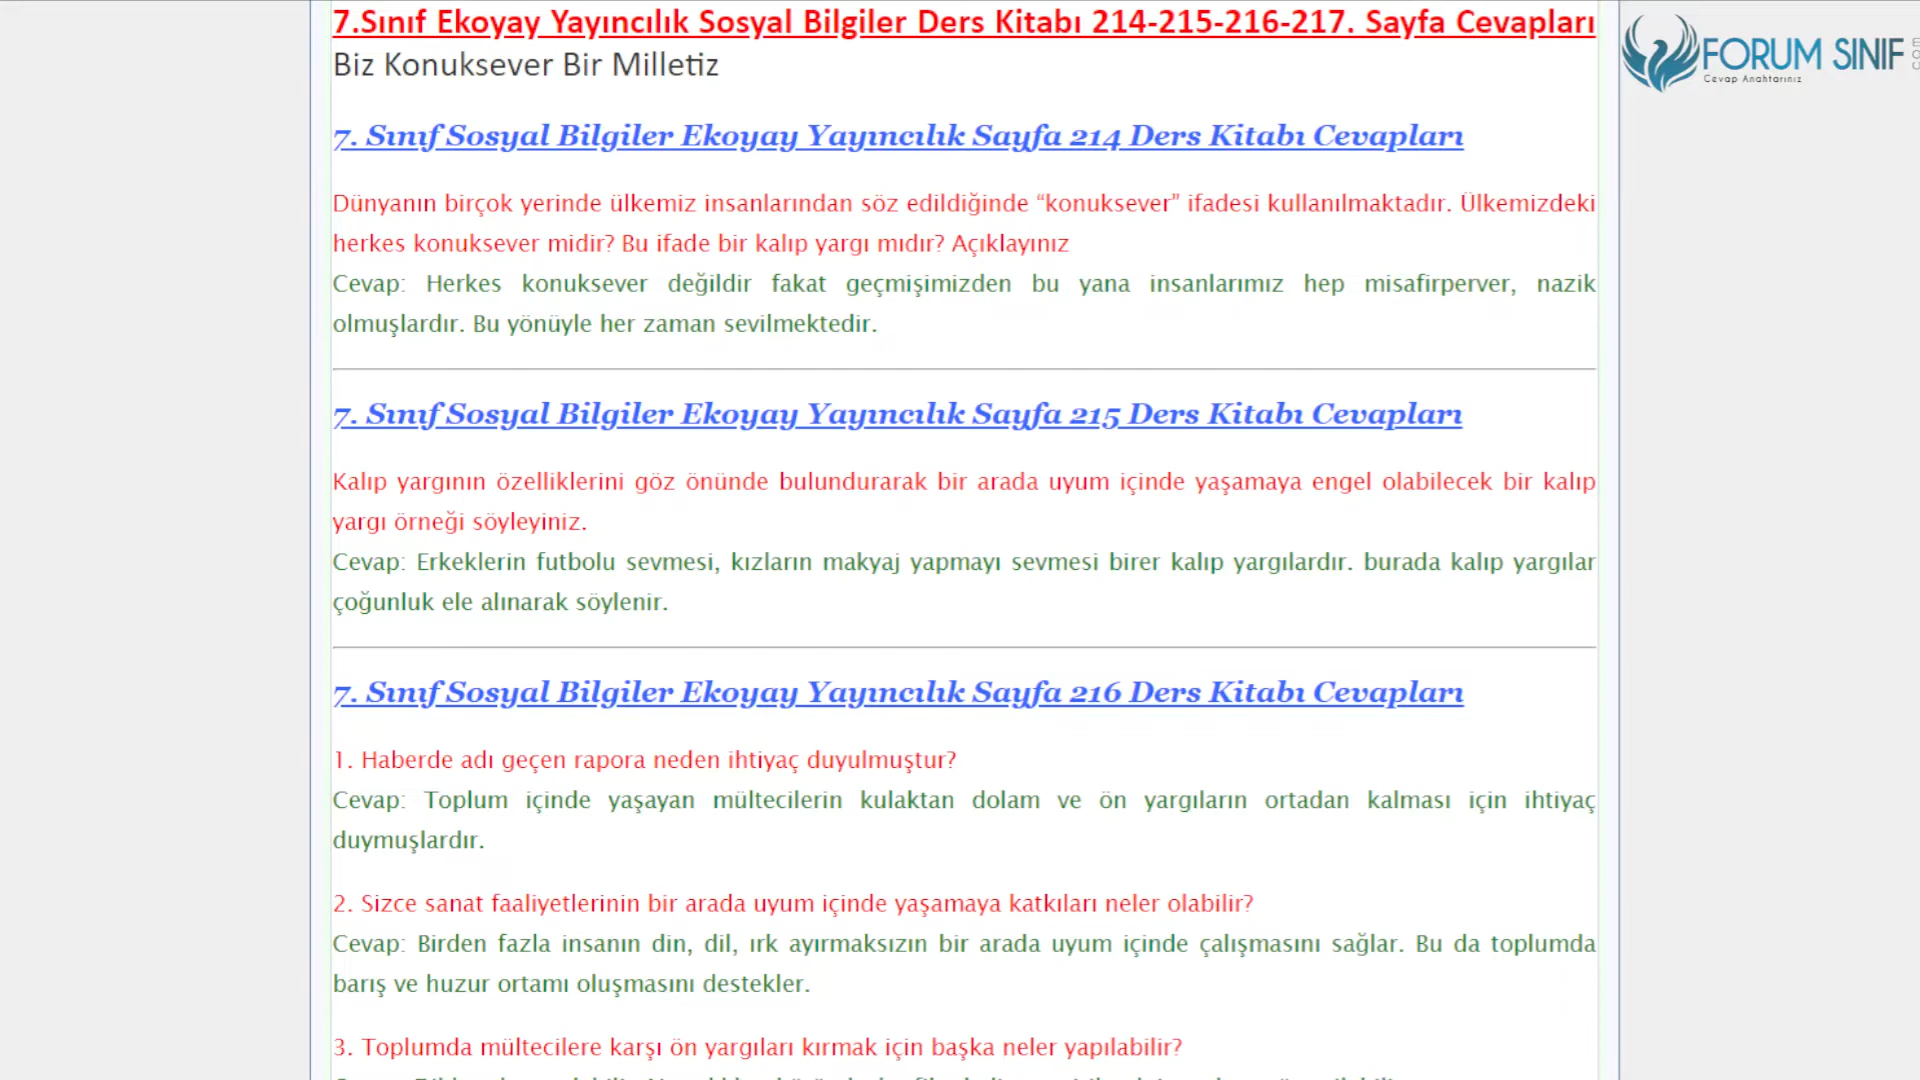 7.Sınıf Ekoyay Yayıncılık Sosyal Bilgiler Ders Kitabı 214-215-216-217. Sayfa Cevapları
Biz Konuksever Bir Milletiz
FORUM SINIF
Cevap Anahtarınız
7. Sınıf Sosyal Bilgiler Ekoyay Yayıncılık Sayfa 214 Ders Kitabı Cevapları
Dünyanın birçok yerinde ülkemiz insanlarından söz edildiğinde “konuksever” ifadesi kullanılmaktadır. Ülkemizdeki
herkes konuksever midir? Bu ifade bir kalıp yargı mıdır? Açıklayınız
Cevap: Herkes konuksever değildir fakat geçmişimizden bu yana insanlarımız hep misafirperver, nazik
olmuşlardır. Bu yönüyle her zaman sevilmektedir.
7. Sınıf Sosyal Bilgiler Ekoyay Yayıncılık Sayfa 215 Ders Kitabı Cevapları
Kalıp yargının özelliklerini göz önünde bulundurarak bir arada uyum içinde yaşamaya engel olabilecek bir kalıp
yargı örneği söyleyiniz.
Cevap: Erkeklerin futbolu sevmesi, kızların makyaj yapmayı sevmesi birer kalıp yargılardır. burada kalıp yargılar
çoğunluk ele alınarak söylenir.
7. Sınıf Sosyal Bilgiler Ekoyay Yayıncılık Sayfa 216 Ders Kitabı Cevapları
1. Haberde adı geçen rapora neden ihtiyaç duyulmuştur?
Cevap: Toplum içinde yaşayan mültecilerin kulaktan dolam ve ön yargıların ortadan kalması için ihtiyaç
duymuşlardır.
2. Sizce sanat faaliyetlerinin bir arada uyum içinde yaşamaya katkıları neler olabilir?
Cevap: Birden fazla insanın din, dil, ırk ayırmaksızın bir arada uyum içinde çalışmasını sağlar. Bu da toplumda
barış ve huzur ortamı oluşmasını destekler.
3. Toplumda mültecilere karşı ön yargıları kırmak için başka neler yapılabilir?